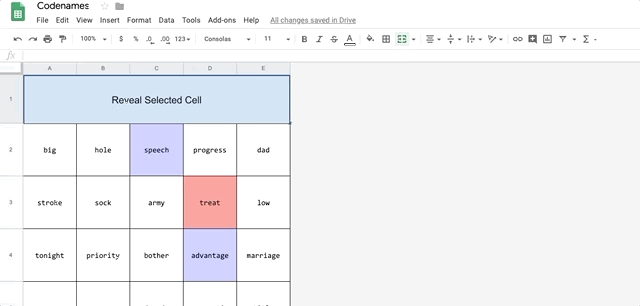 Codenames
File Edit View Insert Format Data Tools Add-ons Help All changes saved in Drive
100% $ % .0 .00 123 Consolas 11 B I S A
fx
A B C D E
1 Reveal Selected Cell
2 big hole speech progress dad
3 stroke sock army treat low
4 tonight priority bother advantage marriage